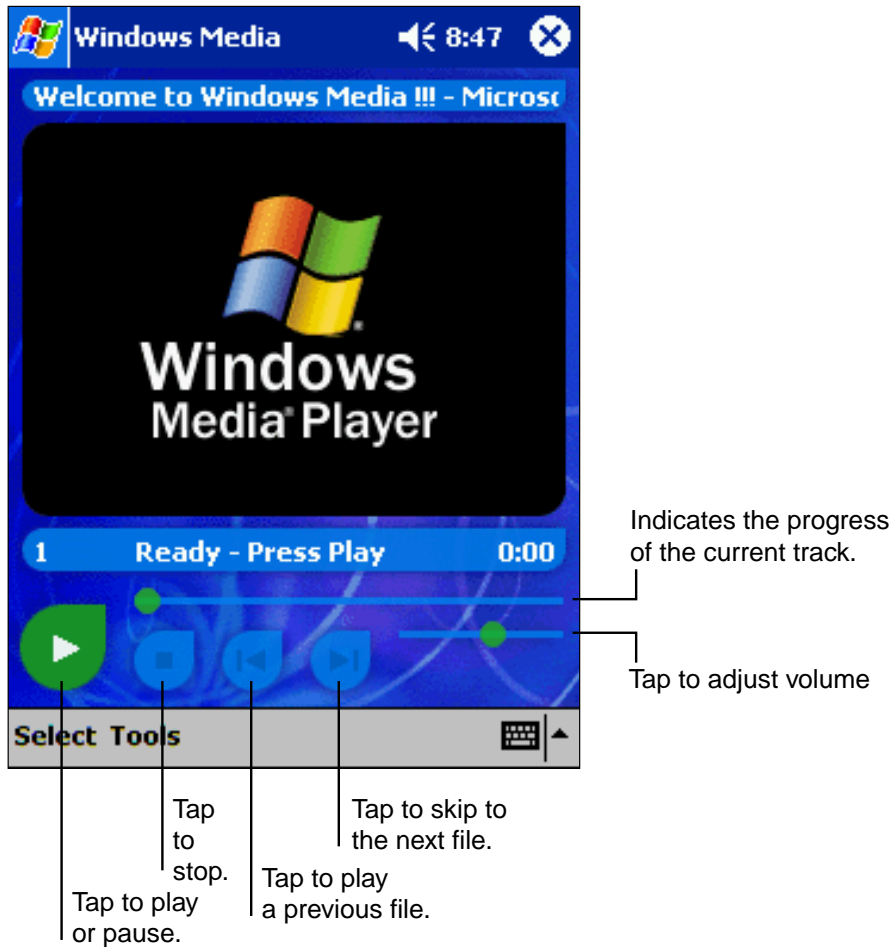 Windows Media 8:47
Welcome to Windows Media !!! - Microso
Windows
Media Player
1 Ready - Press Play 0:00
Indicates the progress
of the current track.
Tap to adjust volume
Select Tools
Tap
to
stop.
Tap to skip to
the next file.
Tap to play
a previous file.
Tap to play
or pause.